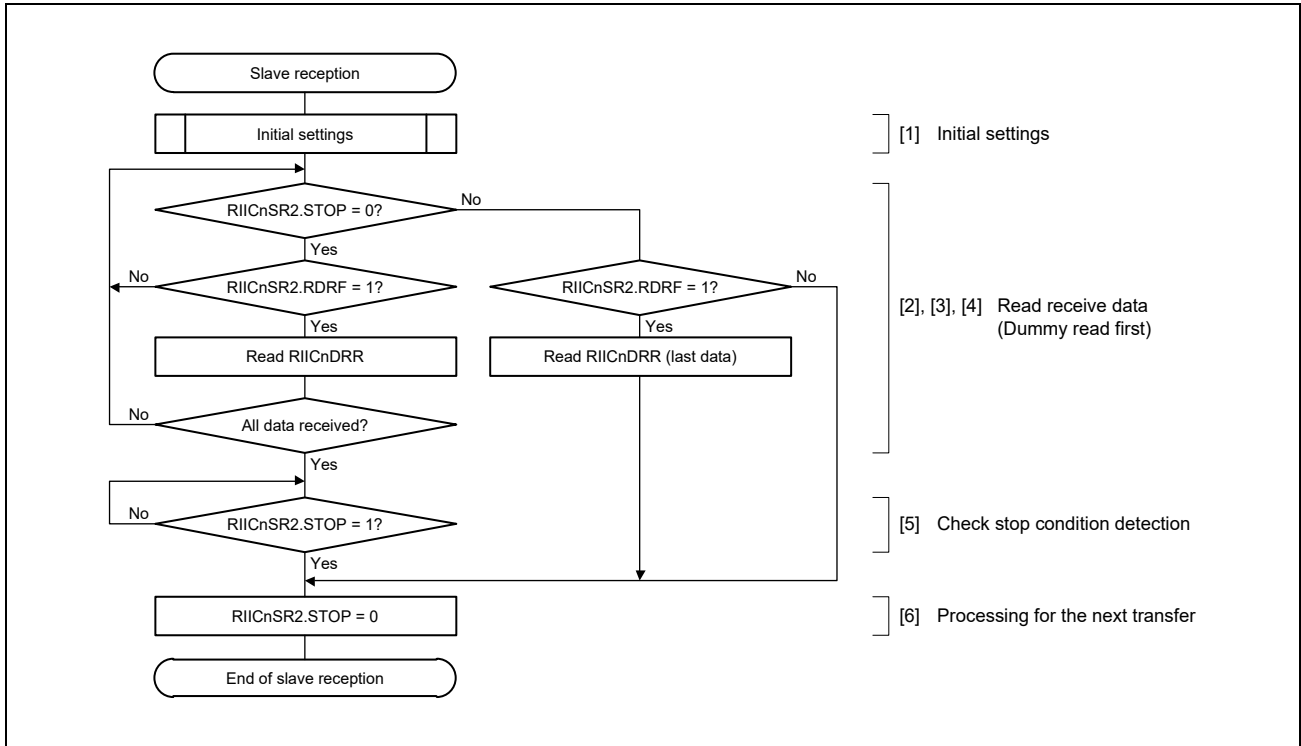 Slave reception
Initial settings
[1] Initial settings
RIICnSR2.STOP = 0?
No
Yes
No
RIICnSR2.RDRF = 1?
RIICnSR2.RDRF = 1?
No
[2], [3], [4] Read receive data
(Dummy read first)
Yes
Yes
Read RIICnDRR
Read RIICnDRR (last data)
No
All data received?
Yes
No
RIICnSR2.STOP = 1?
[5] Check stop condition detection
Yes
RIICnSR2.STOP = 0
[6] Processing for the next transfer
End of slave reception